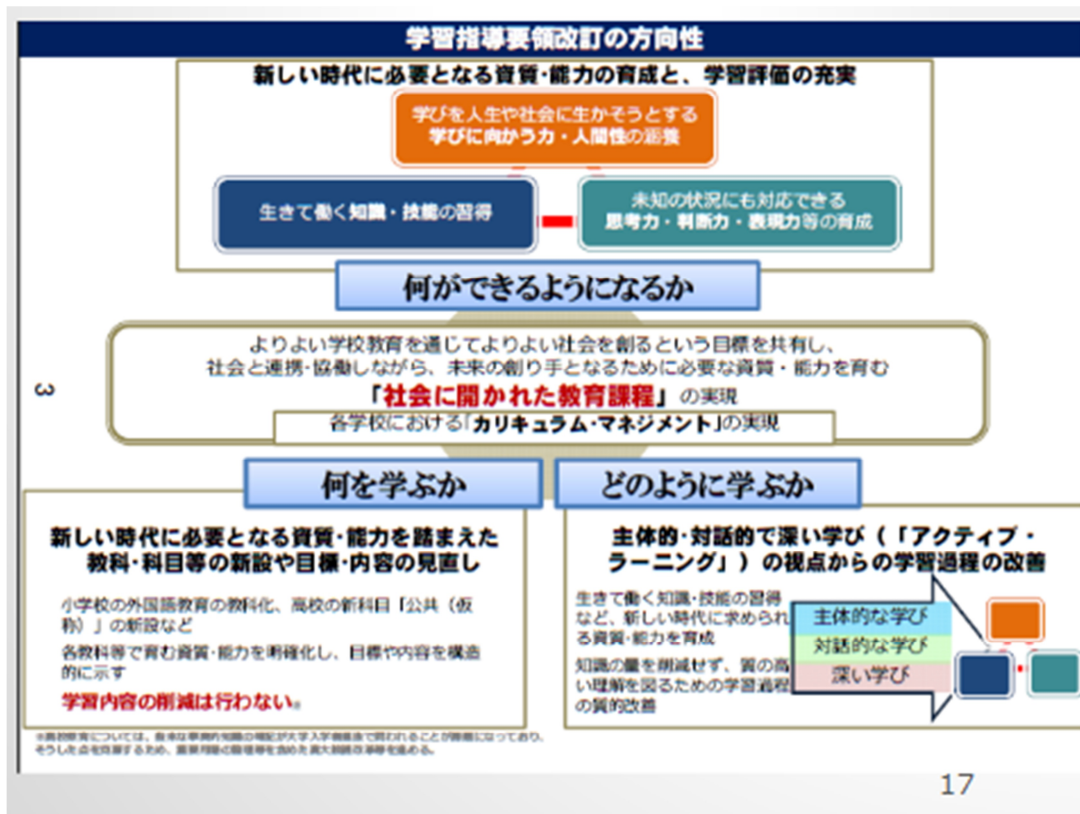 学習指導要領改訂の方向性
新しい時代に必要となる資質・能力の育成と、学習評価の充実
学びを人生や社会に生かそうとする
学びに向かう力・人間性の涵養
生きて働く知識・技能の習得
未知の状況にも対応できる
思考力・判断力・表現力等の育成
何ができるようになるか
よりよい学校教育を通じてよりよい社会を創るという目標を共有し、
社会と連携・協働しながら、未来の創り手となるために必要な資質・能力を育む
「社会に開かれた教育課程」の実現
各学校における「カリキュラム・マネジメント」の実現
3
何を学ぶか
どのように学ぶか
新しい時代に必要となる資質・能力を踏まえた
教科・科目等の新設や目標・内容の見直し
小学校の外国語教育の教科化、高校の新科目「公共（仮
称）」の新設など
各教科等で育む資質・能力を明確化し、目標や内容を構造
的に示す
学習内容の削減は行わない。
主体的・対話的で深い学び（「アクティブ・
ラーニング」）の視点からの学習過程の改善
生きて働く知識・技能の習得
など、新しい時代に求められ
る資質・能力を育成
知識の量を削減せず、質の高
い理解を図るための学習過程
の質的改善
主体的な学び
対話的な学び
深い学び
17